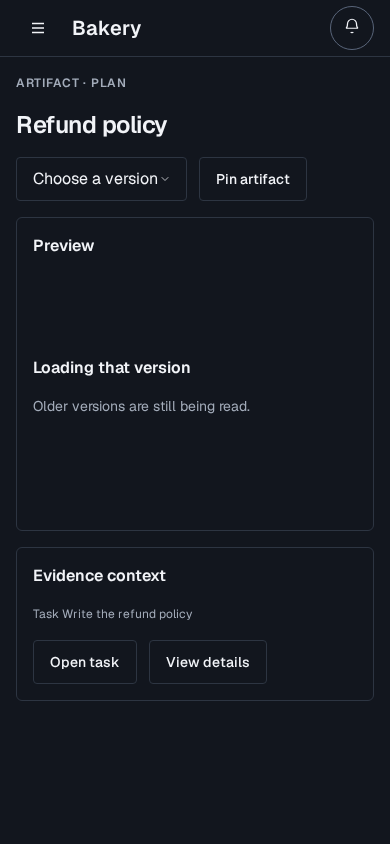 Bakery
ARTIFACT · PLAN
Refund policy
Choose a version
Pin artifact
Preview
Loading that version
Older versions are still being read.
Evidence context
Task Write the refund policy
Open task
View details